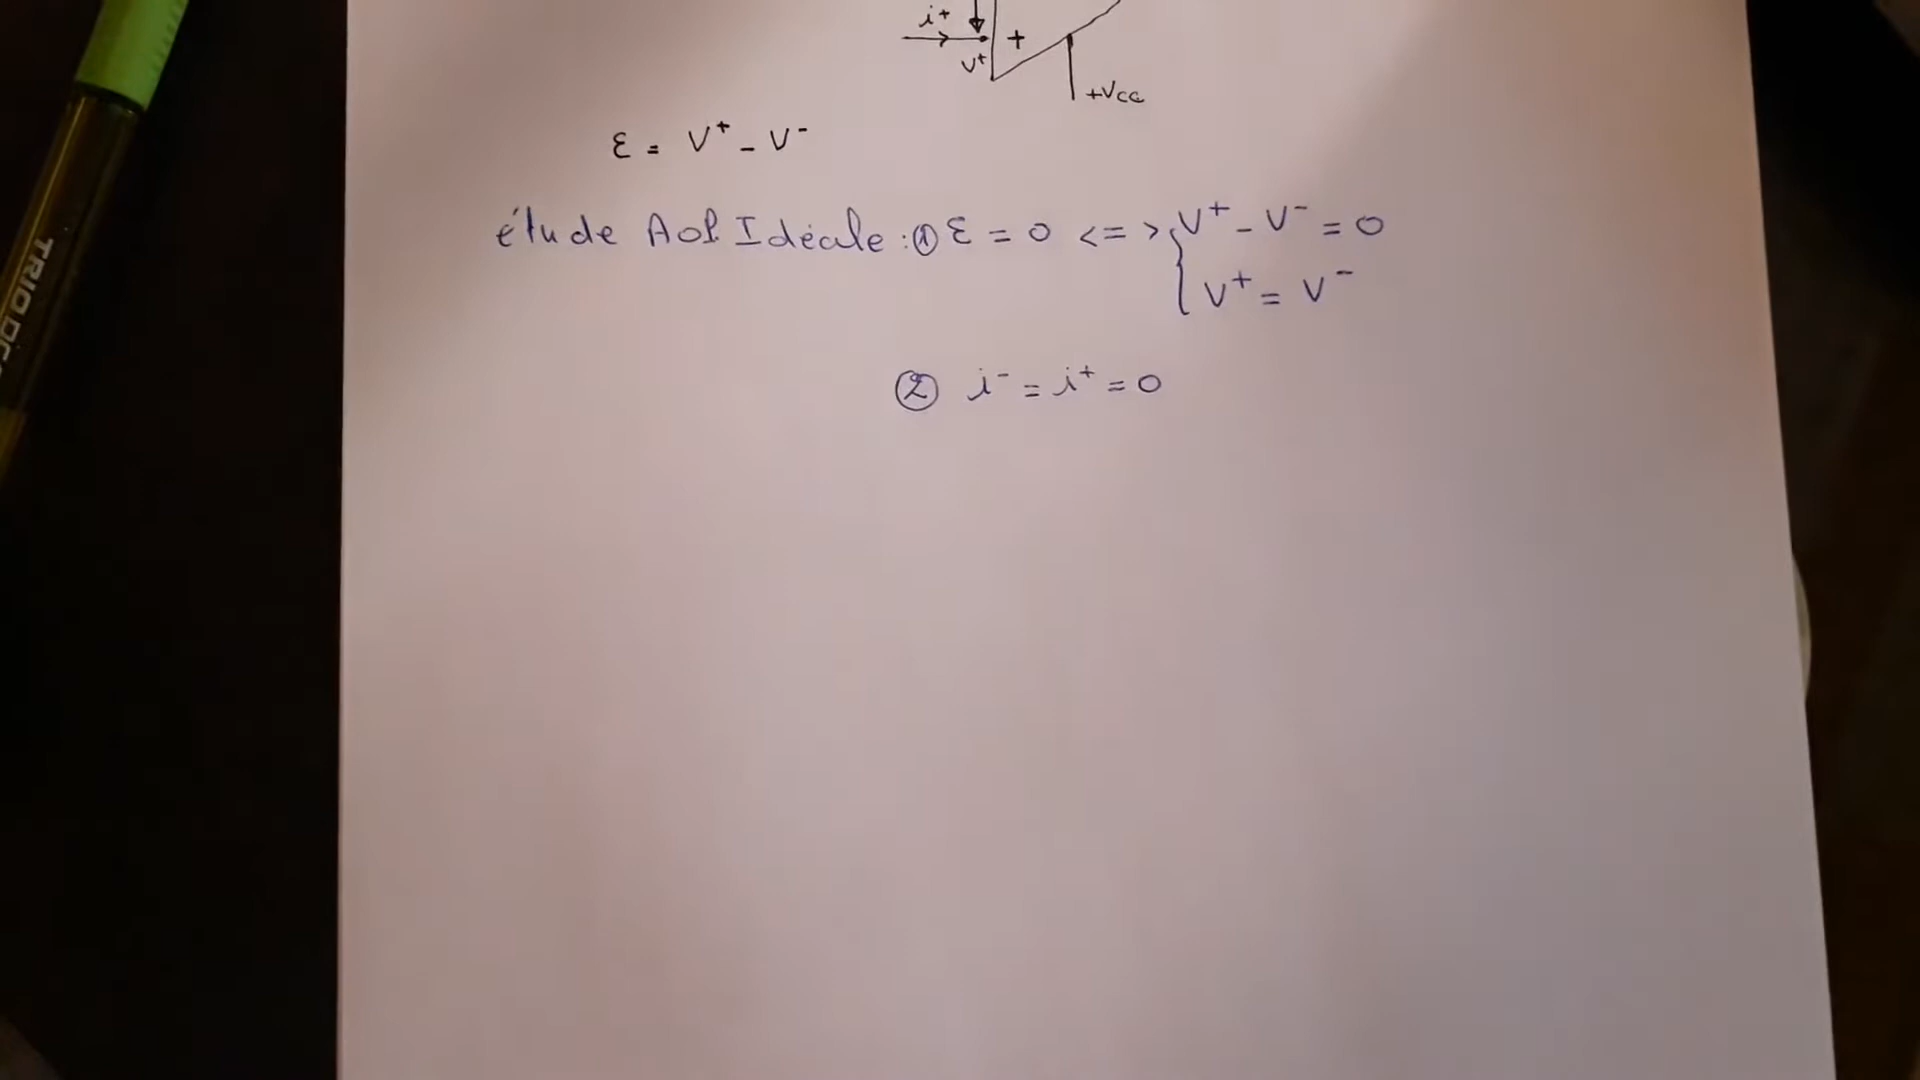 i+
+
V+
+Vcc
ε = V+ - V-
étude AOP Idéale : ① ε = 0 <=> { V+ - V- = 0
V+ = V-
② i- = i+ = 0
TRIO